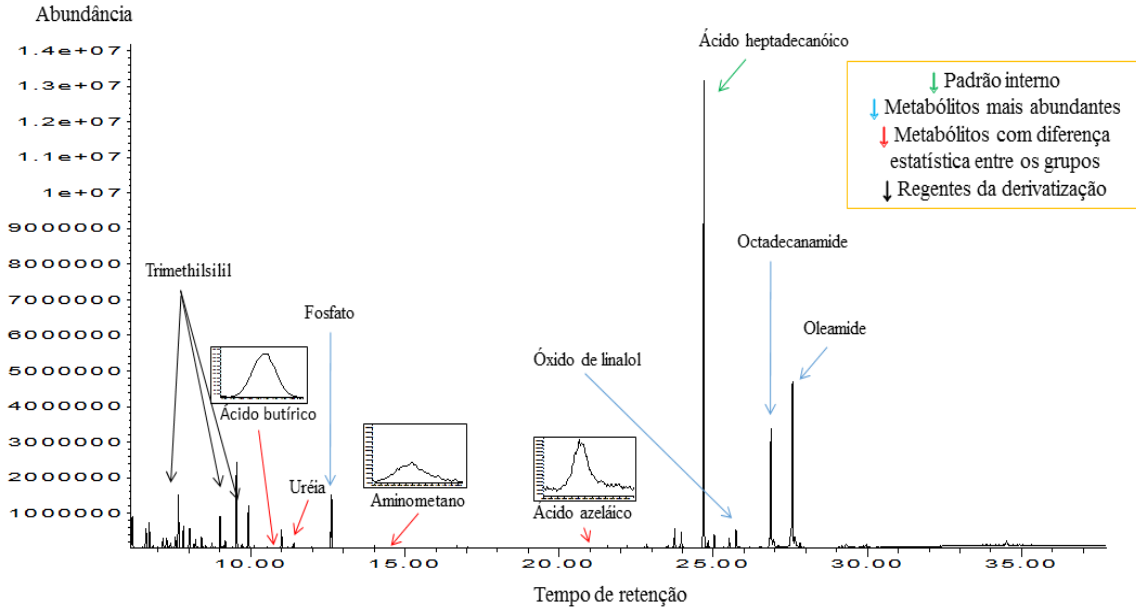 Abundância
1.4e+07
1.3e+07
1.2e+07
1.1e+07
1e+07
9000000
8000000
7000000
6000000
5000000
4000000
3000000
2000000
1000000
Ácido heptadecanóico
Padrão interno
Metabólitos mais abundantes
Metabólitos com diferença
estatística entre os grupos
Regentes da derivatização
Octadecanamide
Trimethilsilil
Fosfato
Oleamide
Óxido de linalol
Ácido butírico
Uréia
Aminometano
Acido azeláico
10.00
15.00
20.00
25.00
30.00
35.00
Tempo de retenção